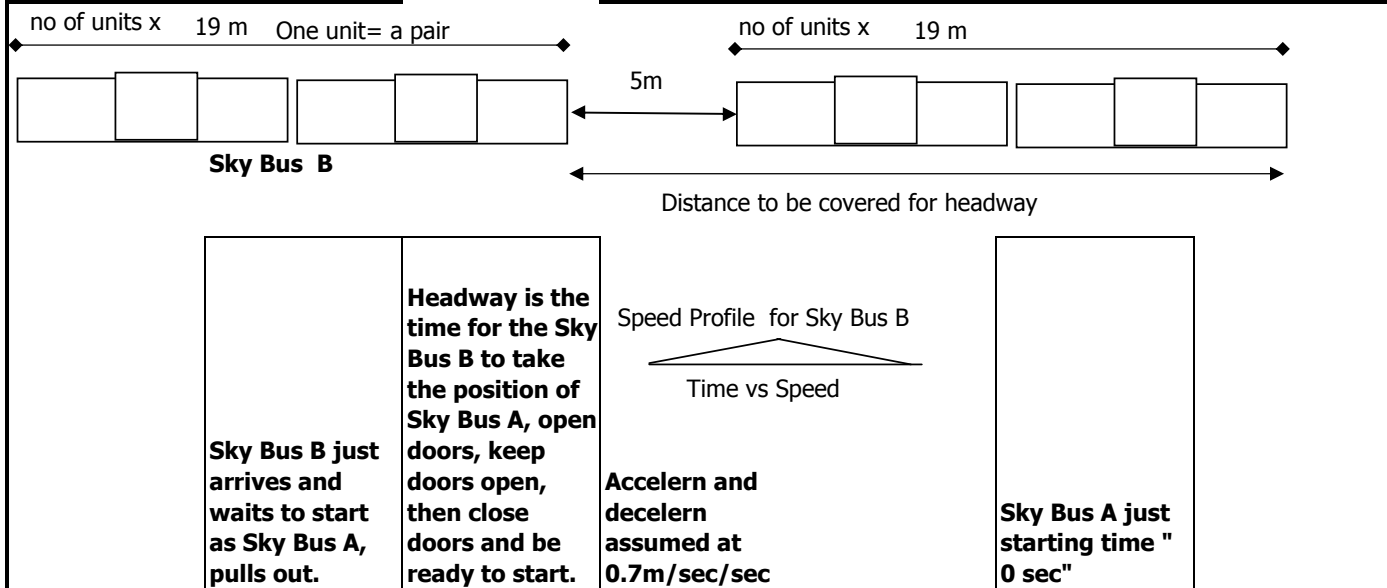 no of units x 19 m One unit= a pair
no of units x 19 m
5m
Sky Bus B
Distance to be covered for headway
Sky Bus B just
arrives and
waits to start
as Sky Bus A,
pulls out.
Headway is the
time for the Sky
Bus B to take
the position of
Sky Bus A, open
doors, keep
doors open,
then close
doors and be
ready to start.
Speed Profile for Sky Bus B
Time vs Speed
Accelern and
decelern
assumed at
0.7m/sec/sec
Sky Bus A just
starting time "
0 sec"